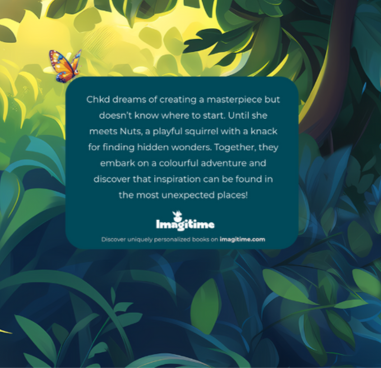 Chkd dreams of creating a masterpiece but
doesn't know where to start. Until she
meets Nuts, a playful squirrel with a knack
for finding hidden wonders. Together, they
embark on a colourful adventure and
discover that inspiration can be found in
the most unexpected places!
Imagitime
Discover uniquely personalized books on imagitime.com